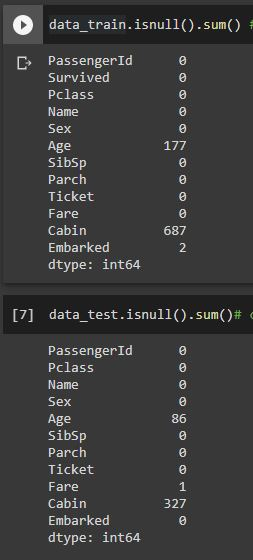 data_train.isnull().sum() #
PassengerId 0
Survived 0
Pclass 0
Name 0
Sex 0
Age 177
SibSp 0
Parch 0
Ticket 0
Fare 0
Cabin 687
Embarked 2
dtype: int64
[7] data_test.isnull().sum()#
PassengerId 0
Pclass 0
Name 0
Sex 0
Age 86
SibSp 0
Parch 0
Ticket 0
Fare 1
Cabin 327
Embarked 0
dtype: int64